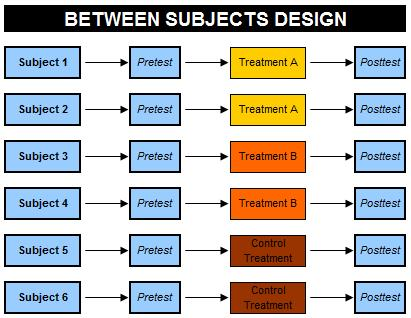 BETWEEN SUBJECTS DESIGN
Subject 1 Pretest Treatment A Posttest
Subject 2 Pretest Treatment A Posttest
Subject 3 Pretest Treatment B Posttest
Subject 4 Pretest Treatment B Posttest
Subject 5 Pretest Control Treatment Posttest
Subject 6 Pretest Control Treatment Posttest